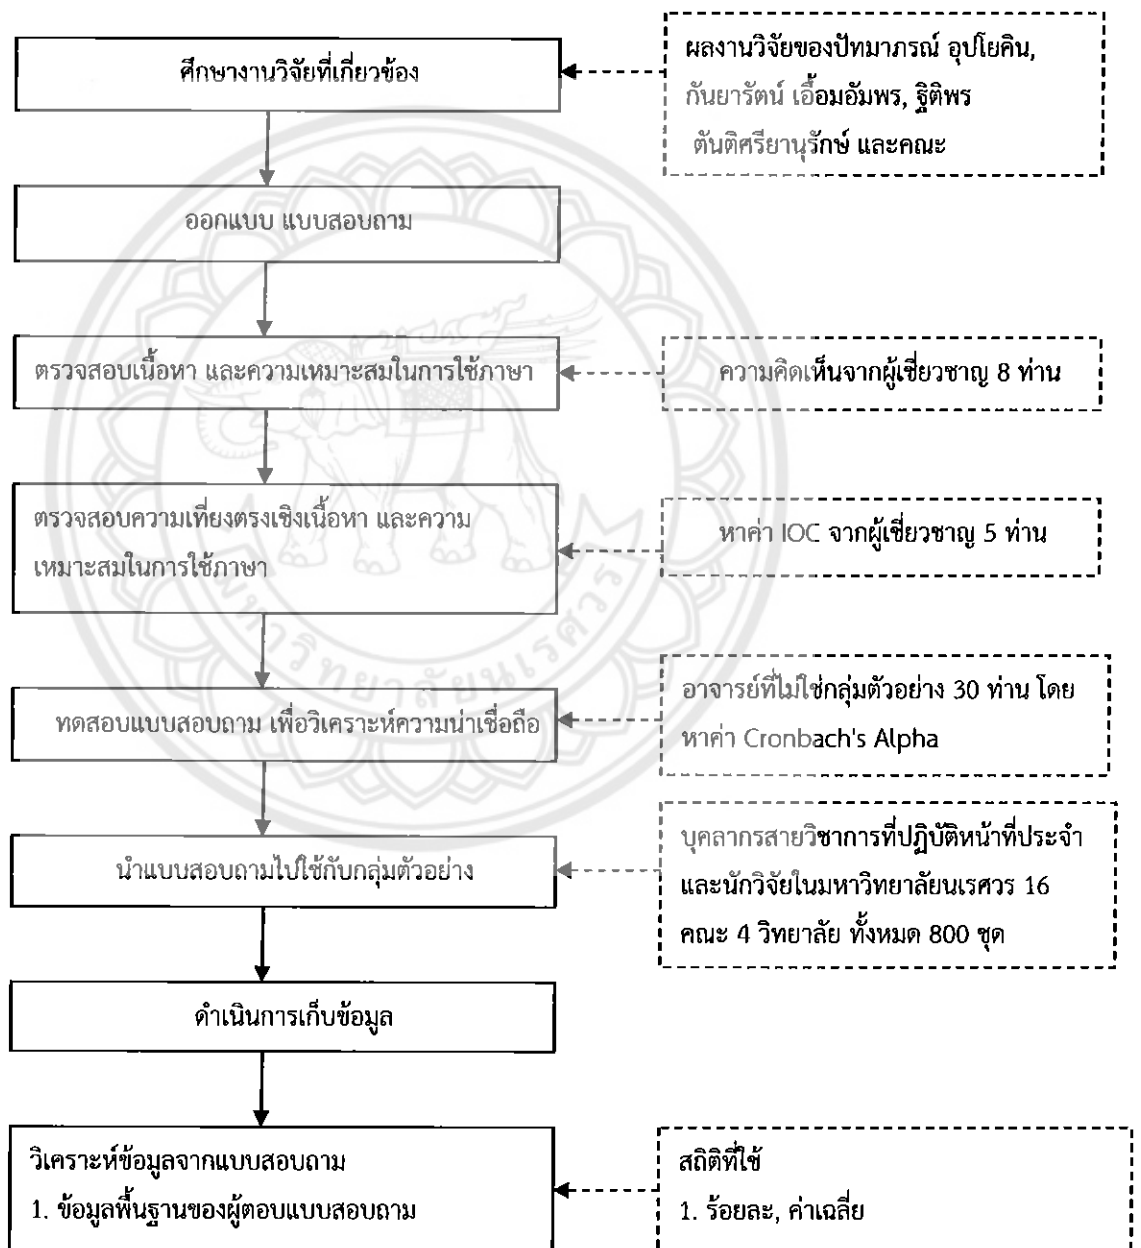 ศึกษางานวิจัยที่เกี่ยวข้อง
ผลงานวิจัยของปัทมาภรณ์ อุปโยคิน,
กันยารัตน์ เอื้อมอัมพร, ฐิติพร
ตันติศรียานุรักษ์ และคณะ
ออกแบบ แบบสอบถาม
ตรวจสอบเนื้อหา และความเหมาะสมในการใช้ภาษา
ความคิดเห็นจากผู้เชี่ยวชาญ 8 ท่าน
ตรวจสอบความเที่ยงตรงเชิงเนื้อหา และความ
เหมาะสมในการใช้ภาษา
หาค่า IOC จากผู้เชี่ยวชาญ 5 ท่าน
ทดสอบแบบสอบถาม เพื่อวิเคราะห์ความน่าเชื่อถือ
อาจารย์ที่ไม่ใช่กลุ่มตัวอย่าง 30 ท่าน โดย
หาค่า Cronbach's Alpha
นำแบบสอบถามไปใช้กับกลุ่มตัวอย่าง
บุคลากรสายวิชาการที่ปฏิบัติหน้าที่ประจำ
และนักวิจัยในมหาวิทยาลัยนเรศวร 16
คณะ 4 วิทยาลัย ทั้งหมด 800 ชุด
ดำเนินการเก็บข้อมูล
วิเคราะห์ข้อมูลจากแบบสอบถาม
1. ข้อมูลพื้นฐานของผู้ตอบแบบสอบถาม
สถิติที่ใช้
1. ร้อยละ, ค่าเฉลี่ย
มหาวิทยาลัยนเรศวร